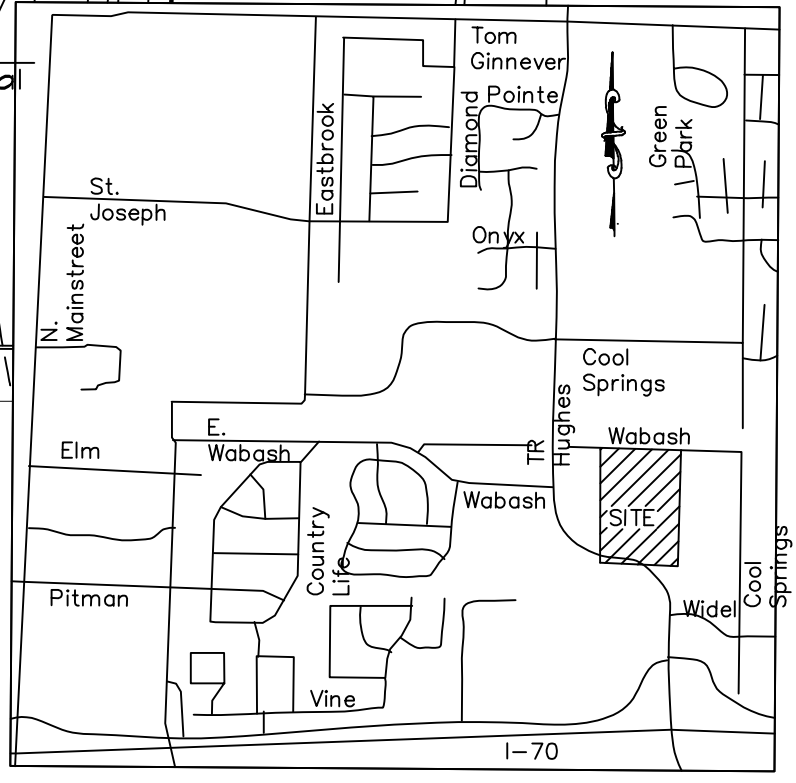 Tom
Ginnever
al
Pointe
Diamond
Eastbrook
Green
Park
St.
Joseph
Onyx
N.
Mainstreet
Cool
Springs
TR
Hughes
E.
Wabash
Wabash
Elm
Wabash
SITE
Country
Life
Cool
Springs
Pitman
Widel
Vine
I-70